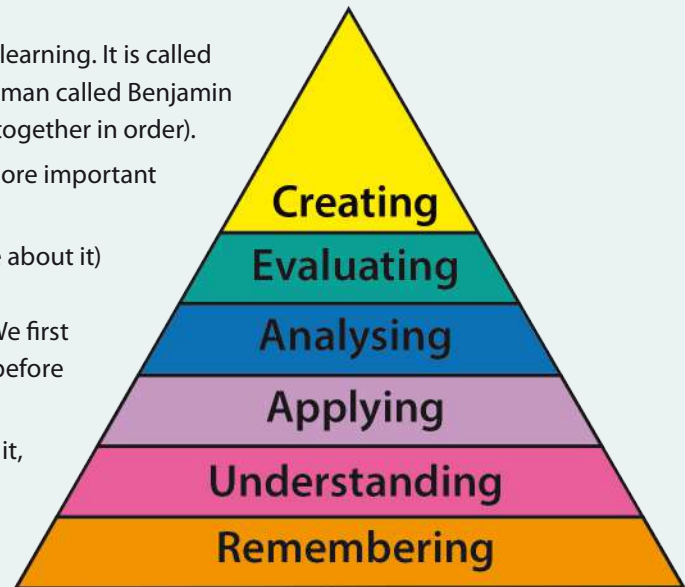 learning. It is called
man called Benjamin
together in order).
ore important
about it)
We first
before
it,
Creating
Evaluating
Analysing
Applying
Understanding
Remembering